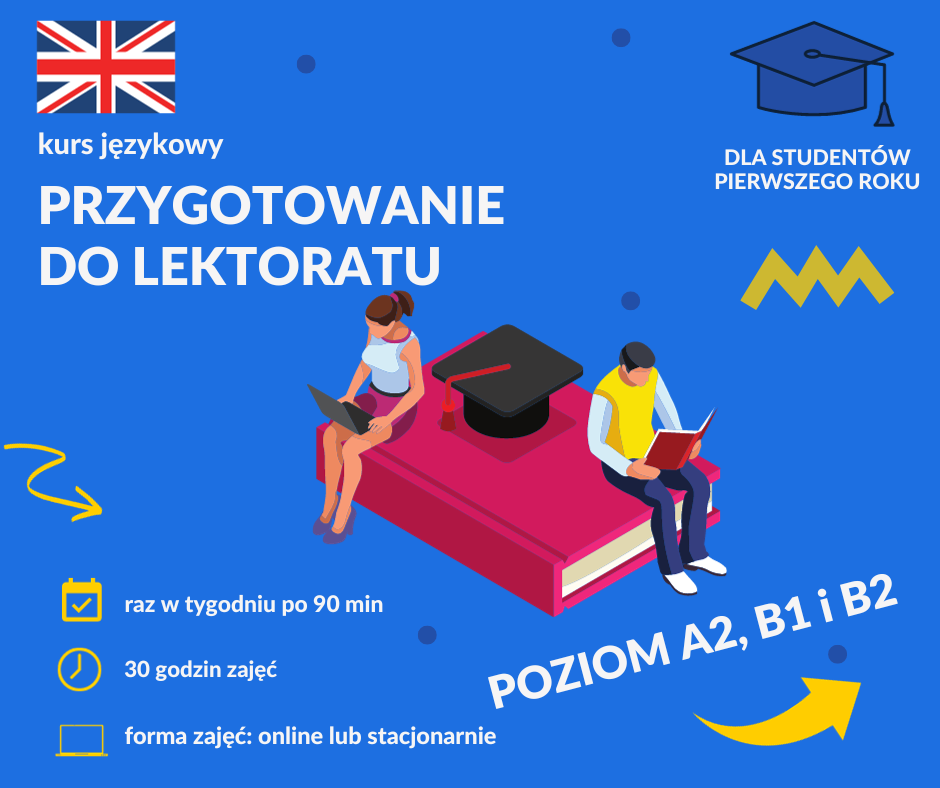 kurs językowy
PRZYGOTOWANIE
DO LEKTORATU
DLA STUDENTÓW
PIERWSZEGO ROKU
raz w tygodniu po 90 min
30 godzin zajęć
forma zajęć: online lub stacjonarnie
POZIOM A2, B1 i B2